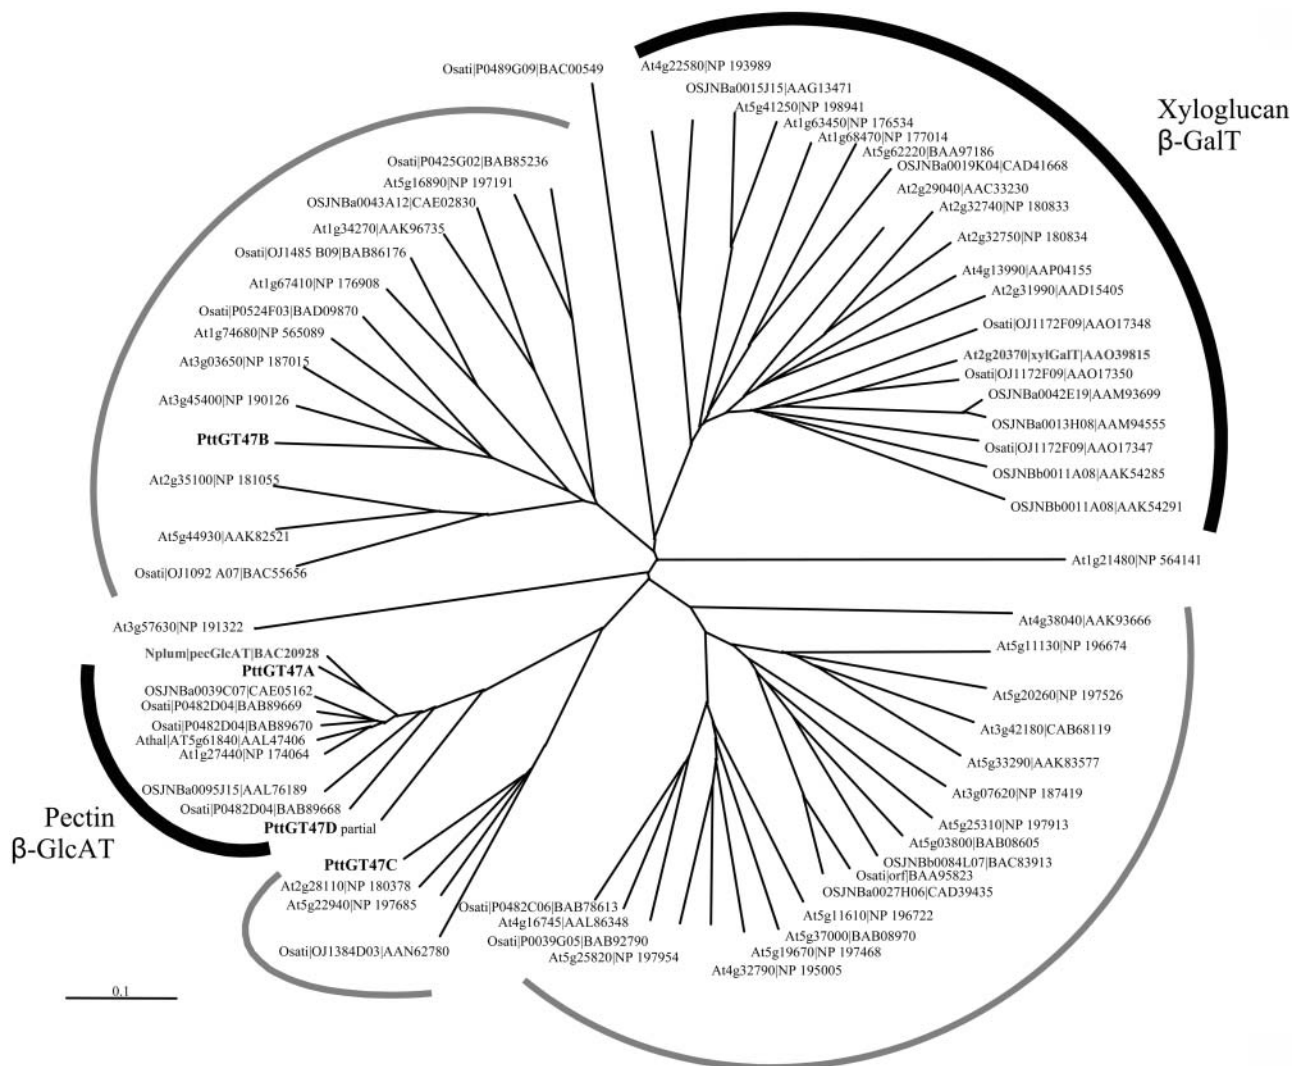 Osati|P0489G09|BAC00549
At4g22580|NP 193989
OSJNBa0015J15|AAG13471
At5g41250|NP 198941
At1g63450|NP 176534
At1g68470|NP 177014
At5g62220|BAA97186
OSJNBa0019K04|CAD41668
At2g29040|AAC33230
At2g32740|NP 180833
At2g32750|NP 180834
At4g13990|AAP04155
At2g31990|AAD15405
Osati|OJ1172F09|AAO17348
At2g20370|xylGalT|AAO39815
Osati|OJ1172F09|AAO17350
OSJNBa0042E19|AAM93699
OSJNBa0013H08|AAM94555
Osati|OJ1172F09|AAO17347
OSJNBb0011A08|AAK54285
OSJNBb0011A08|AAK54291
Xyloglucan
β-GalT
Osati|P0425G02|BAB85236
At5g16890|NP 197191
OSJNBa0043A12|CAE02830
At1g34270|AAK96735
Osati|OJ1485 B09|BAB86176
At1g67410|NP 176908
Osati|P0524F03|BAD09870
At1g74680|NP 565089
At3g03650|NP 187015
At3g45400|NP 190126
PttGT47B
At2g35100|NP 181055
At5g44930|AAK82521
Osati|OJ1092 A07|BAC55656
At1g21480|NP 564141
At3g57630|NP 191322
Nplum|pecGlcAT|BAC20928
PttGT47A
OSJNBa0039C07|CAE05162
Osati|P0482D04|BAB89669
Osati|P0482D04|BAB89670
Athal|AT5g61840|AAL47406
At1g27440|NP 174064
OSJNBa0095J15|AAL76189
Osati|P0482D04|BAB89668
PttGT47D partial
Pectin
β-GlcAT
PttGT47C
At2g28110|NP 180378
At5g22940|NP 197685
Osati|OJ1384D03|AAN62780
At4g38040|AAK93666
At5g11130|NP 196674
At5g20260|NP 197526
At3g42180|CAB68119
At5g33290|AAK83577
At3g07620|NP 187419
At5g25310|NP 197913
At5g03800|BAB08605
OSJNBb0084L07|BAC83913
Osati|orf|BAA95823
OSJNBa0027H06|CAD39435
At5g11610|NP 196722
At5g37000|BAB08970
At5g19670|NP 197468
At4g32790|NP 195005
Osati|P0482C06|BAB78613
At4g16745|AAL86348
Osati|P0039G05|BAB92790
At5g25820|NP 197954
0.1